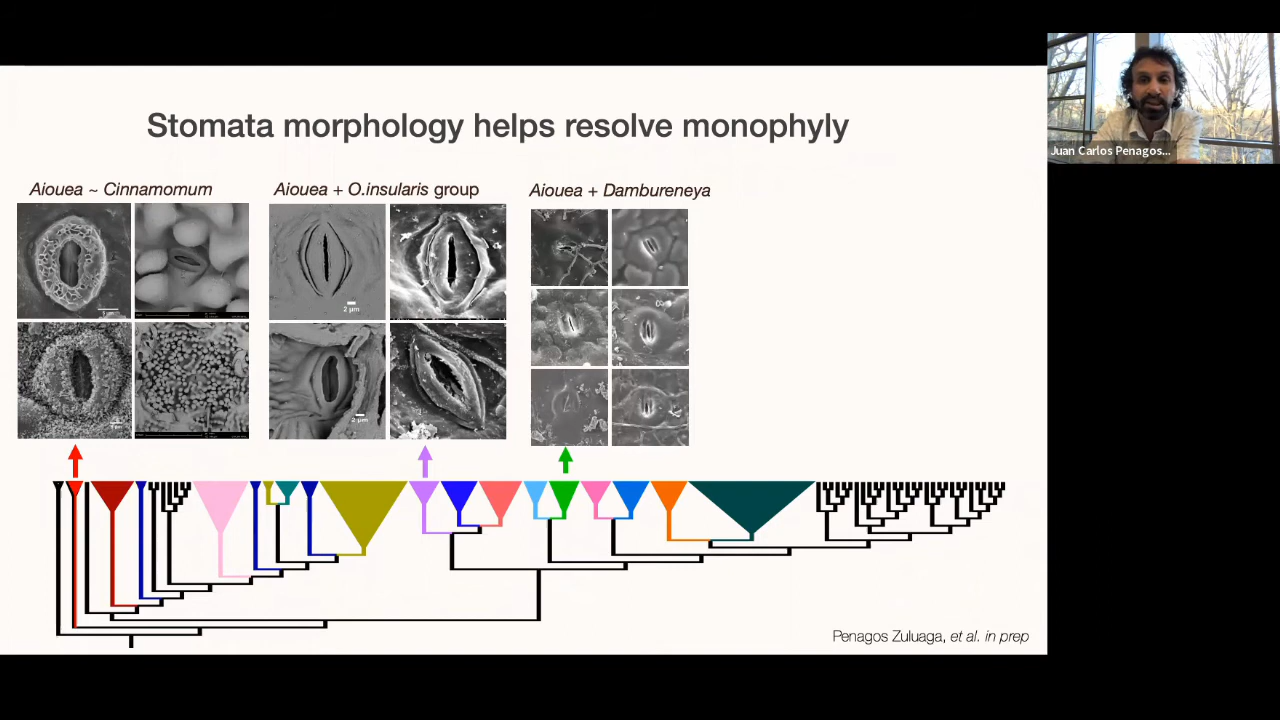 Stomata morphology helps resolve monophyly
Juan Carlos Penagos...
Aiouea ~ Cinnamomum
Aiouea + O.insularis group
Aiouea + Dambureneya
2 µm
2 µm
Penagos Zuluaga, et al. in prep